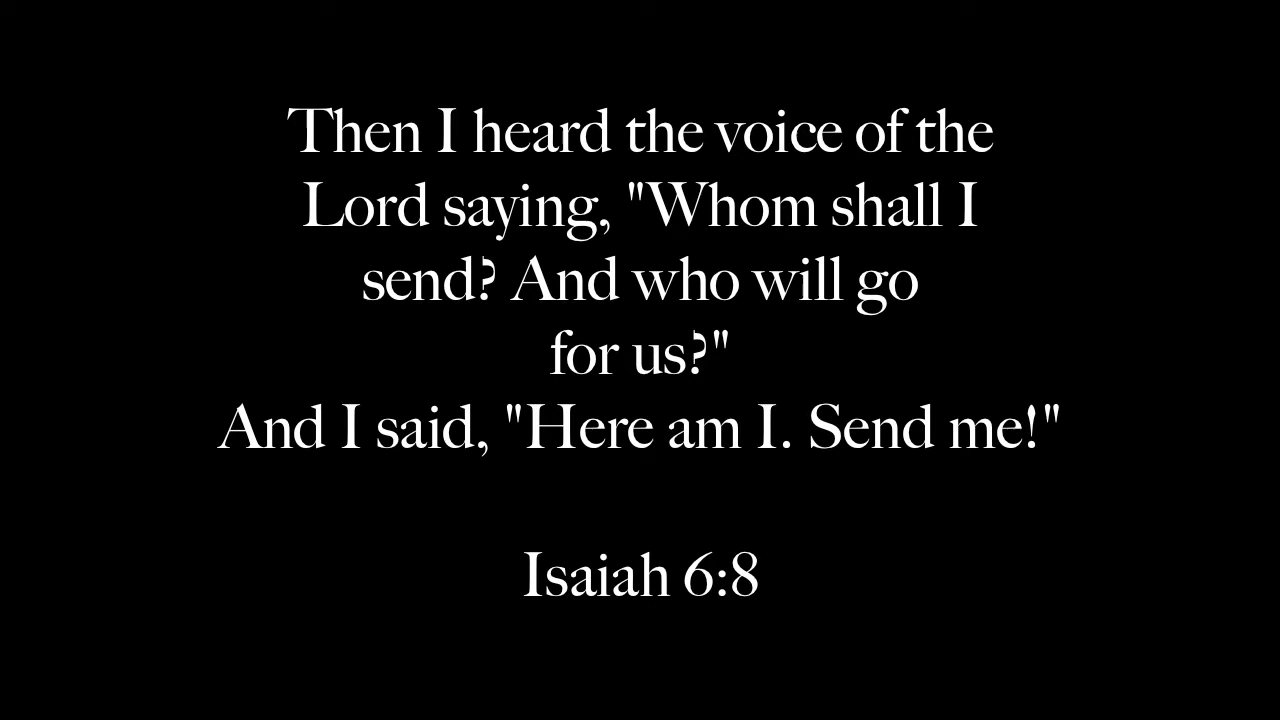 Then I heard the voice of the
Lord saying, "Whom shall I
send? And who will go
for us?"
And I said, "Here am I. Send me!"
Isaiah 6:8